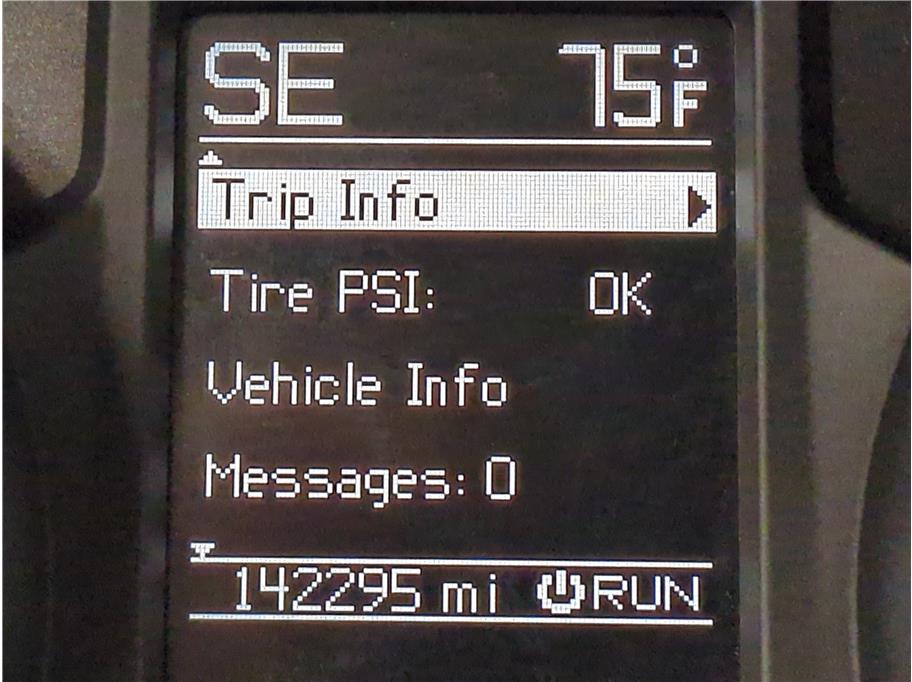 SE 75°F
Trip Info
Tire PSI: OK
Vehicle Info
Messages: 0
142295 mi RUN